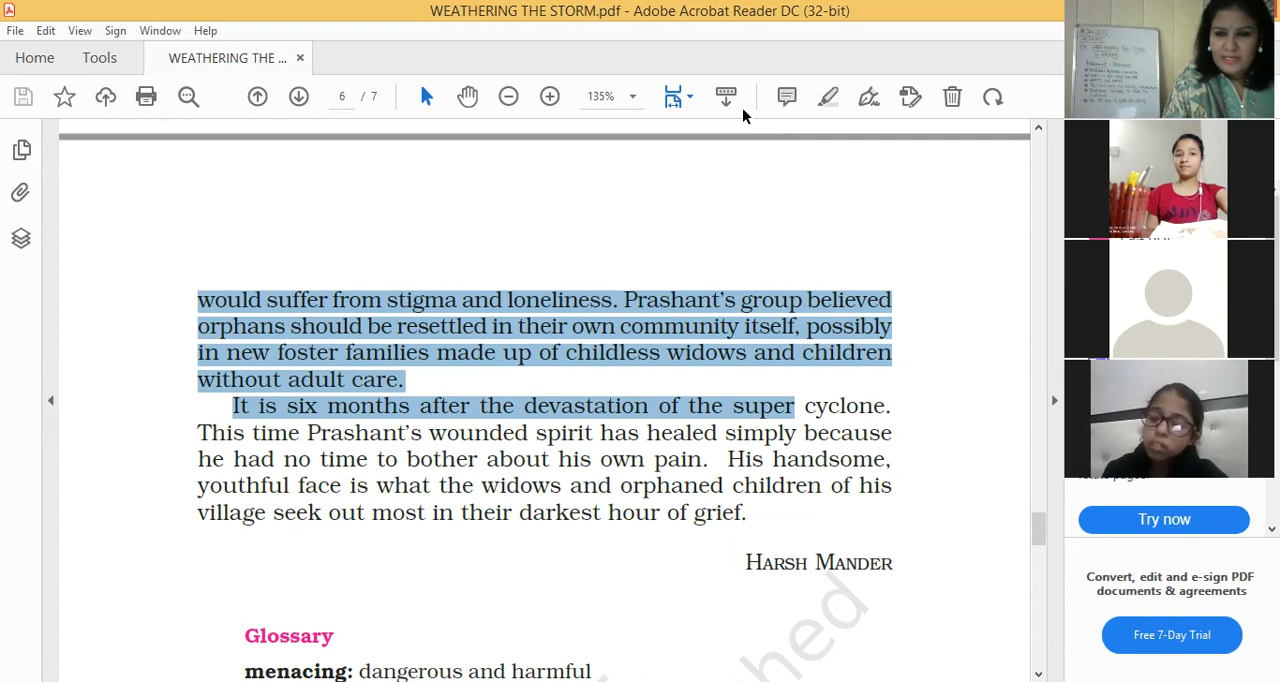 WEATHERING THE STORM.pdf - Adobe Acrobat Reader DC (32-bit)
File Edit View Sign Window Help
Home Tools WEATHERING THE ... ×
6 / 7 135%
would suffer from stigma and loneliness. Prashant's group believed
orphans should be resettled in their own community itself, possibly
in new foster families made up of childless widows and children
without adult care.
It is six months after the devastation of the super cyclone.
This time Prashant's wounded spirit has healed simply because
he had no time to bother about his own pain. His handsome,
youthful face is what the widows and orphaned children of his
village seek out most in their darkest hour of grief.
HARSH MANDER
Glossary
menacing: dangerous and harmful
Try now
Convert, edit and e-sign PDF
documents & agreements
Free 7-Day Trial